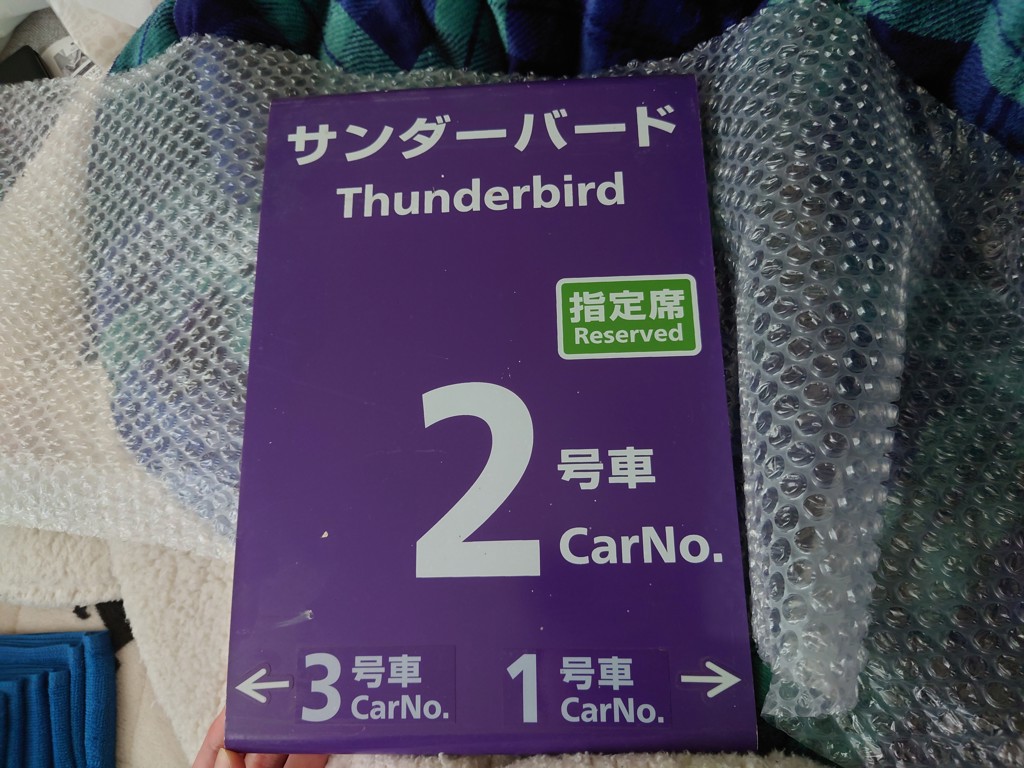 サンダーバード
Thunderbird
指定席
Reserved
2 号車
CarNo.
← 3 号車 CarNo.
1 号車 CarNo. →